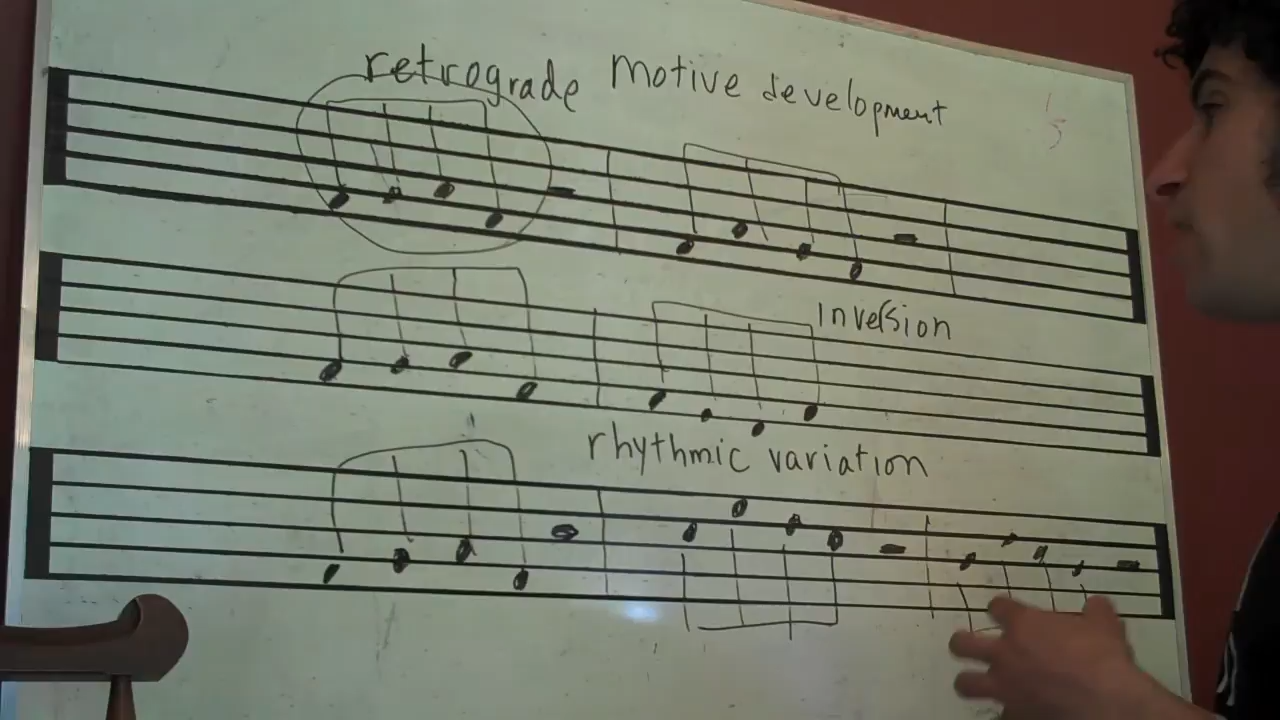 retrograde motive development
Inversion
rhythmic variation